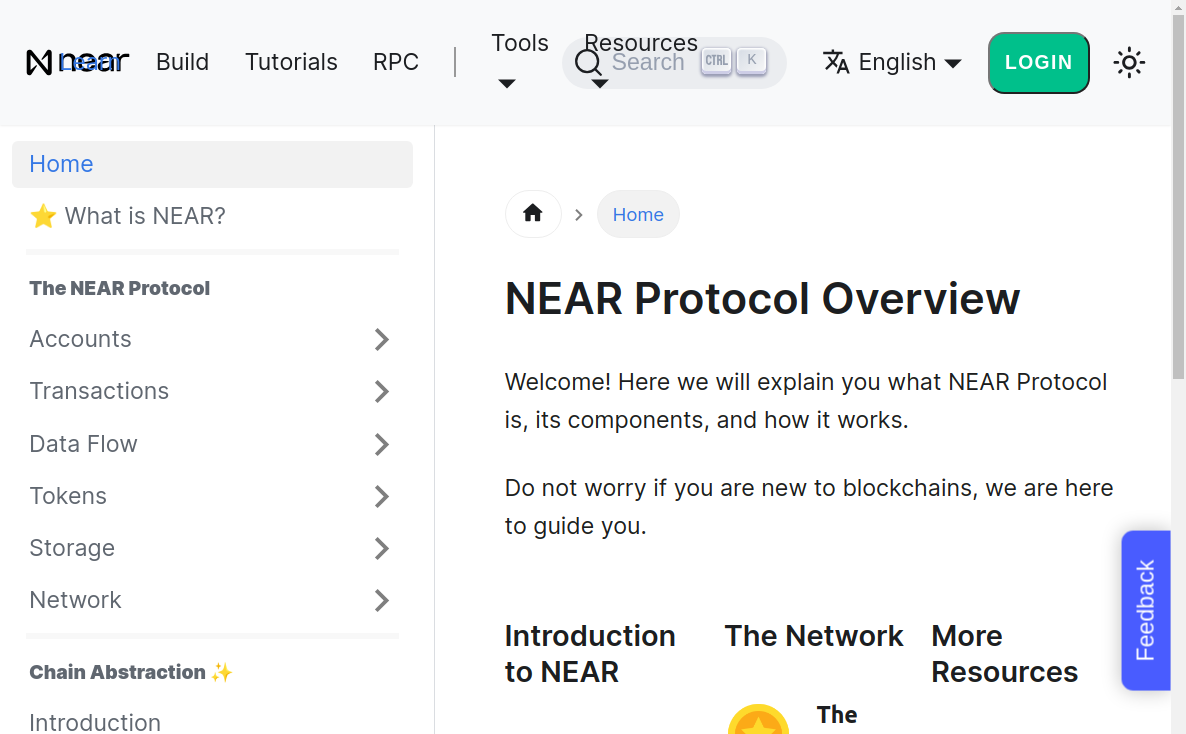 near
Learn
Build
Tutorials
RPC
Tools
Resources
Search
CTRL
K
English
LOGIN
Home
⭐ What is NEAR?
The NEAR Protocol
Accounts
Transactions
Data Flow
Tokens
Storage
Network
Chain Abstraction ✨
Introduction
Home
NEAR Protocol Overview
Welcome! Here we will explain you what NEAR Protocol
is, its components, and how it works.
Do not worry if you are new to blockchains, we are here
to guide you.
Introduction
to NEAR
The Network
The
More
Resources
Feedback